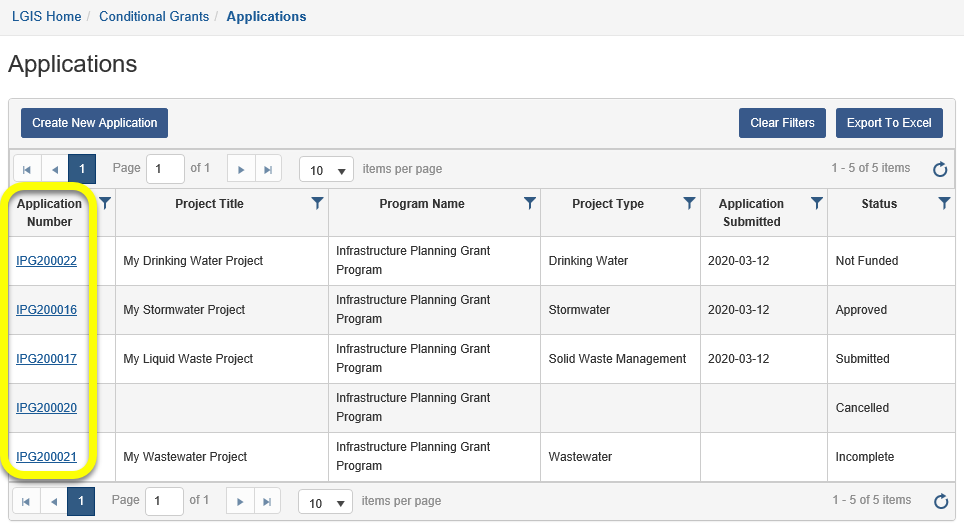 LGIS Home / Conditional Grants / Applications
Applications
Create New Application Clear Filters Export To Excel
1 Page 1 of 1 10 items per page 1 - 5 of 5 items
Application Number Project Title Program Name Project Type Application Submitted Status
IPG200022 My Drinking Water Project Infrastructure Planning Grant Program Drinking Water 2020-03-12 Not Funded
IPG200016 My Stormwater Project Infrastructure Planning Grant Program Stormwater 2020-03-12 Approved
IPG200017 My Liquid Waste Project Infrastructure Planning Grant Program Solid Waste Management 2020-03-12 Submitted
IPG200020 Infrastructure Planning Grant Program Cancelled
IPG200021 My Wastewater Project Infrastructure Planning Grant Program Wastewater Incomplete
1 Page 1 of 1 10 items per page 1 - 5 of 5 items